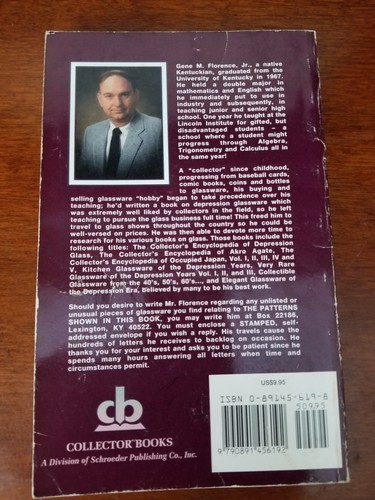 Gene M. Florence, Jr., a native
Kentuckian, graduated from the
University of Kentucky in 1967.
He held a double major in
mathematics and English which
he immediately put to use in
industry and subsequently, in
teaching junior and senior high
school. One year he taught at the
Lincoln Institute for gifted, but
disadvantaged students – a
school where a student might
progress through Algebra,
Trigonometry and Calculus all in
the same year!
A "collector" since childhood,
progressing from baseball cards,
comic books, coins and bottles
to glassware, his buying and
selling glassware "hobby" began to take precedence over his
teaching; he'd written a book on depression glassware which
was extremely well liked by collectors in the field, so he left
teaching to pursue the glass business full time! This freed him to
travel to glass shows throughout the country so he could be
well-versed on prices. He was then able to devote more time to
research for his various books on glass. Those books include the
following titles: The Collector's Encyclopedia of Depression
Glass, The Collector's Encyclopedia of Akro Agate, The
Collector's Encyclopedia of Occupied Japan, Vol. I, II, III, IV and
V, Kitchen Glassware of the Depression Years, Very Rare
Glassware of the Depression Years Vol. I, II, and III, Collectible
Glassware from the 40's, 50's, 60's..., and Elegant Glassware of
the Depression Era, believed by many to be his best work.
Should you desire to write Mr. Florence regarding any unlisted or
unusual pieces of glassware you find relating to THE PATTERNS
SHOWN IN THIS BOOK, you may write him at Box 22186,
Lexington, KY 40522. You must enclose a STAMPED, self-
addressed envelope if you wish a reply. His travels cause the
hundreds of letters he receives to backlog on occasion. He
thanks you for your interest and asks you to be patient since he
spends many hours answering all letters when time and
circumstances permit.
cb
COLLECTOR BOOKS
A Division of Schroeder Publishing Co., Inc.
US$9.95
ISBN 0-89145-619-8
50995
9 780891 456192